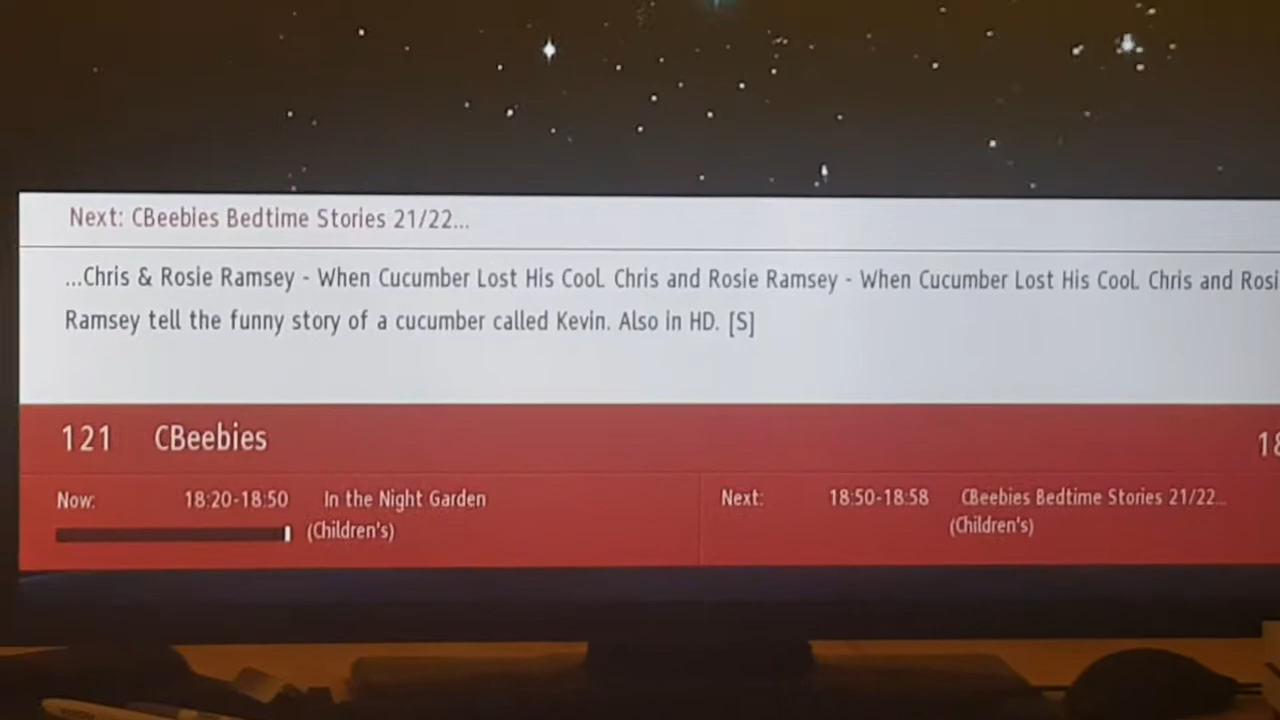 Next: CBeebies Bedtime Stories 21/22...
...Chris & Rosie Ramsey - When Cucumber Lost His Cool. Chris and Rosie Ramsey - When Cucumber Lost His Cool. Chris and Rosi
Ramsey tell the funny story of a cucumber called Kevin. Also in HD. [S]
121 CBeebies 18
Now: 18:20-18:50 In the Night Garden Next: 18:50-18:58 CBeebies Bedtime Stories 21/22...
(Children's) (Children's)